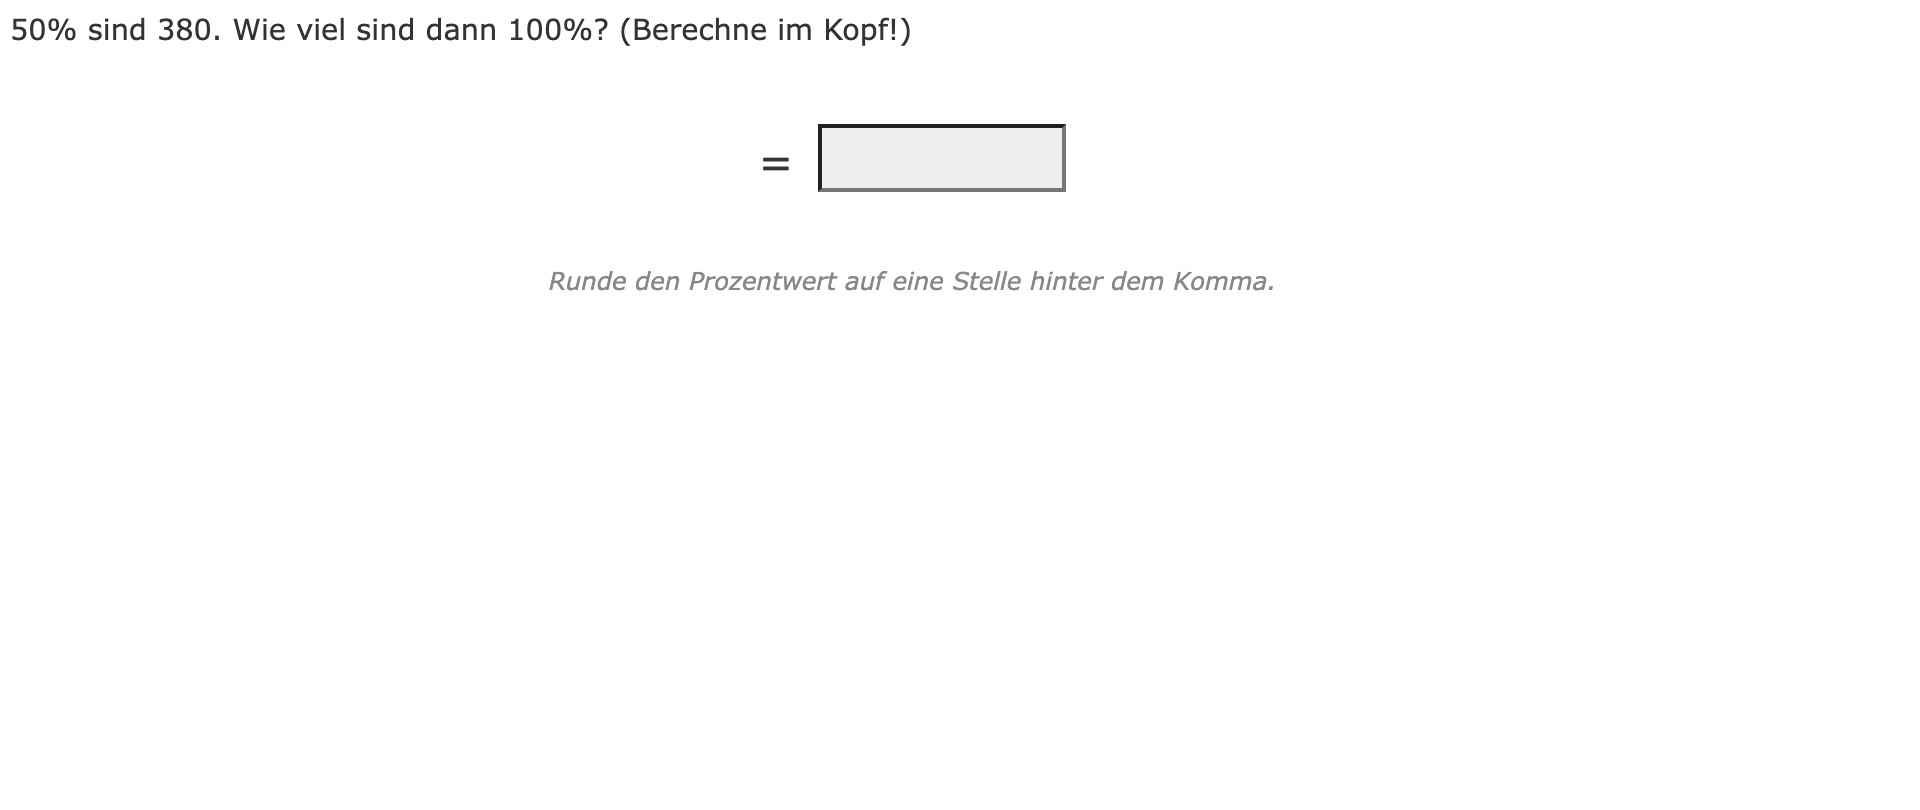 50% sind 380. Wie viel sind dann 100%? (Berechne im Kopf!)
=
Runde den Prozentwert auf eine Stelle hinter dem Komma.